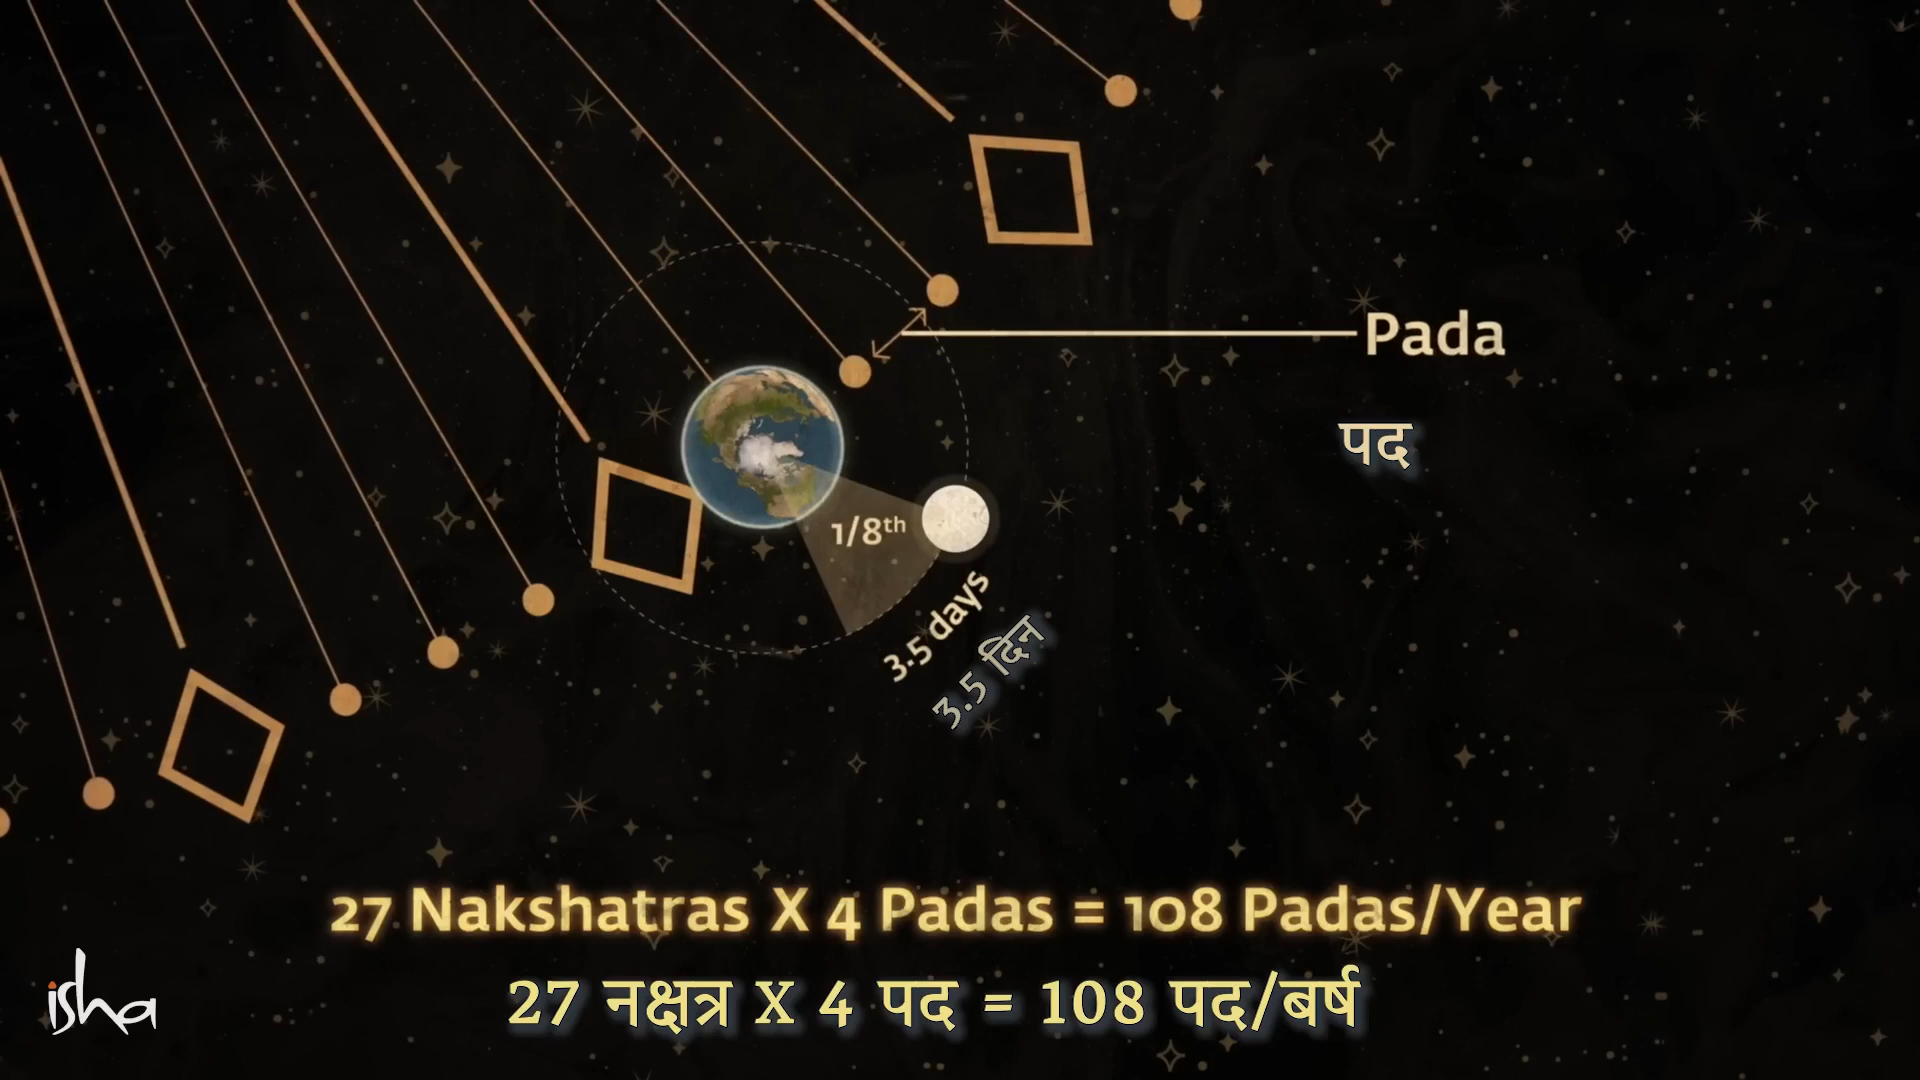 Pada
पद
1/8th
3.5 days
3.5 दिन
27 Nakshatras X 4 Padas = 108 Padas/Year
27 नक्षत्र X 4 पद = 108 पद/बर्ष
isha